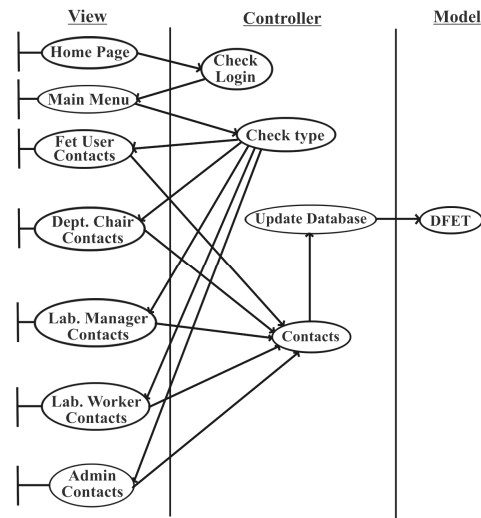 View
Controller
Model
Home Page
Check
Login
Main Menu
Check type
Fet User
Contacts
Dept. Chair
Contacts
Update Database
DFET
Lab. Manager
Contacts
Contacts
Lab. Worker
Contacts
Admin
Contacts